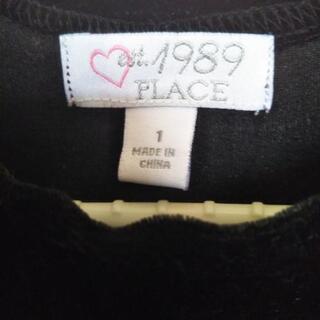 est. 1989
PLACE
1
MADE IN
CHINA